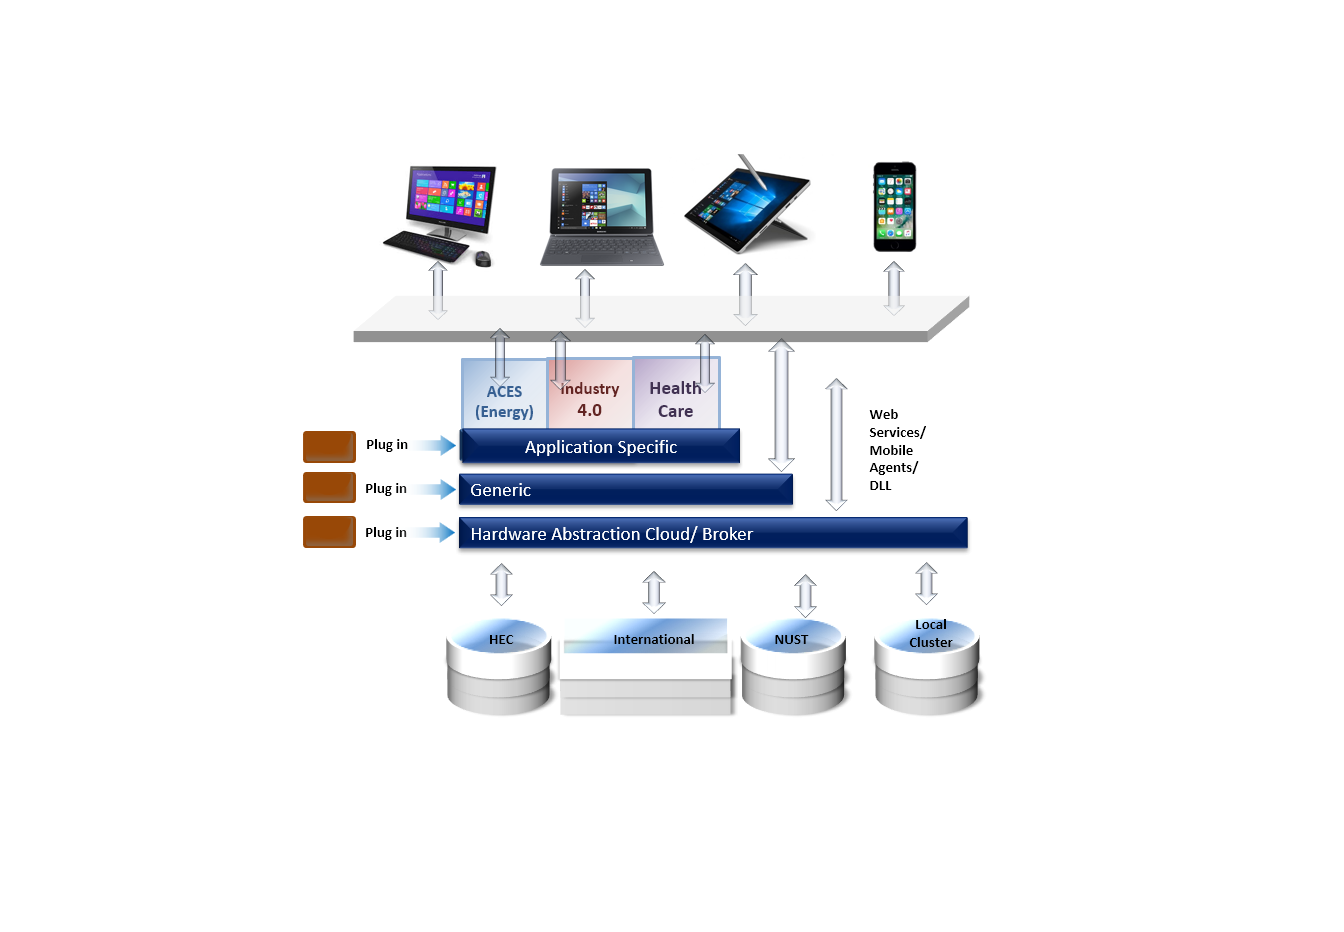 ACES
(Energy)
Industry
4.0
Health
Care
Web
Services/
Mobile
Agents/
DLL
Plug in
Application Specific
Plug in
Generic
Plug in
Hardware Abstraction Cloud/ Broker
HEC
International
NUST
Local
Cluster